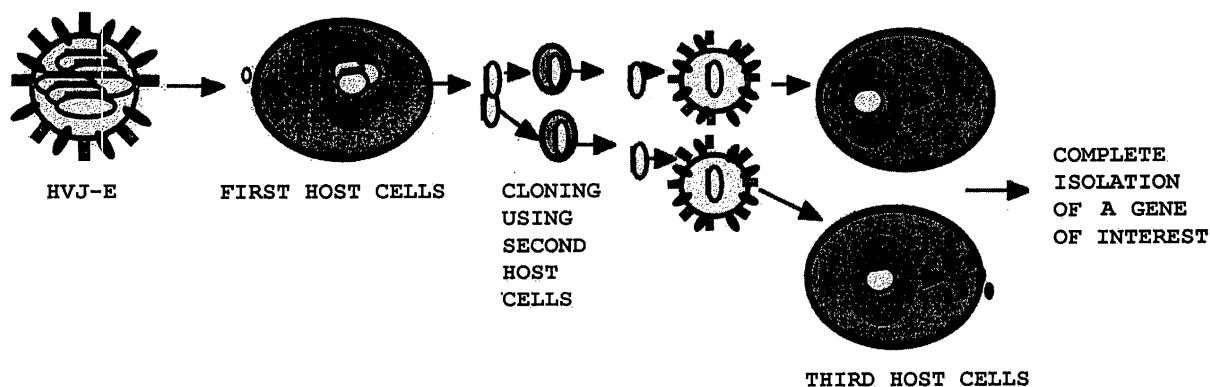 HVJ-E
FIRST HOST CELLS
CLONING
USING
SECOND
HOST
CELLS
COMPLETE
ISOLATION
OF A GENE
OF INTEREST
THIRD HOST CELLS